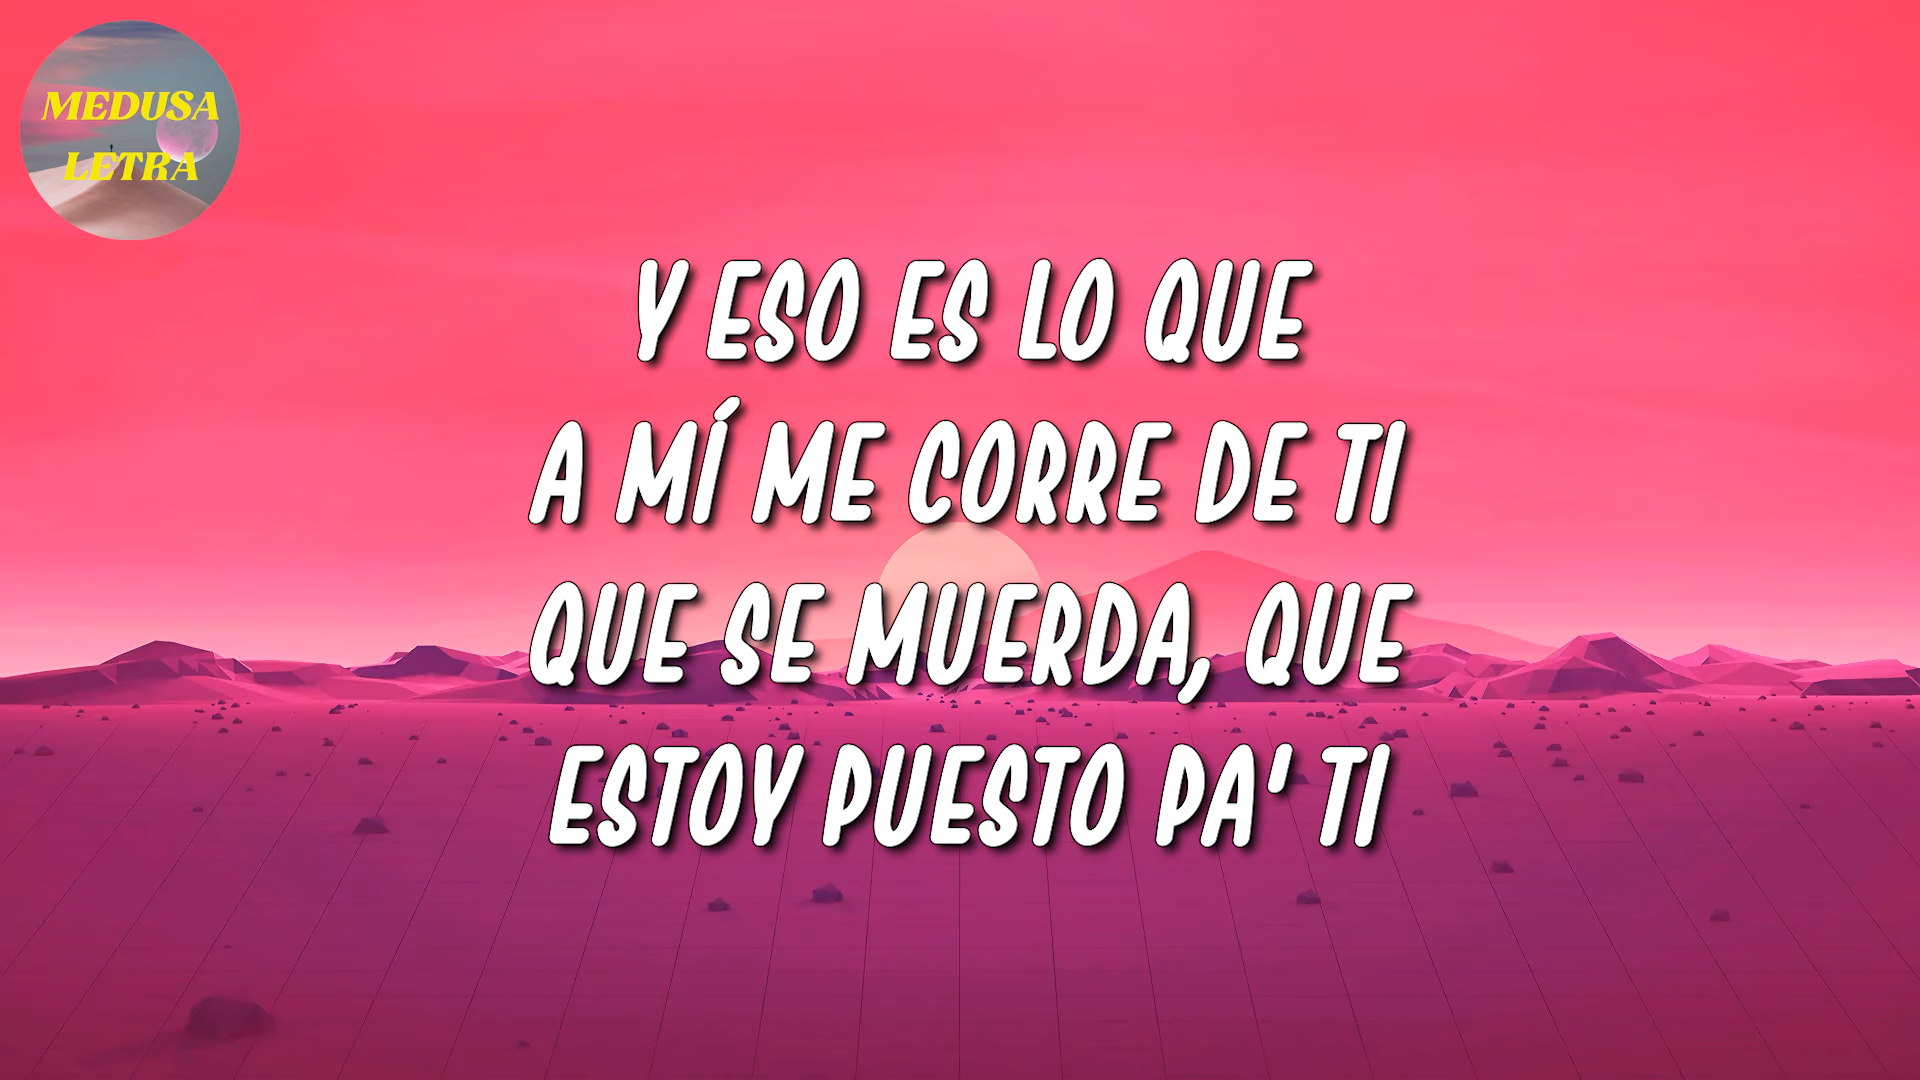 MEDUSA
LETRA
Y ESO ES LO QUE
A MÍ ME CORRE DE TI
QUE SE MUERDA, QUE
ESTOY PUESTO PA' TI